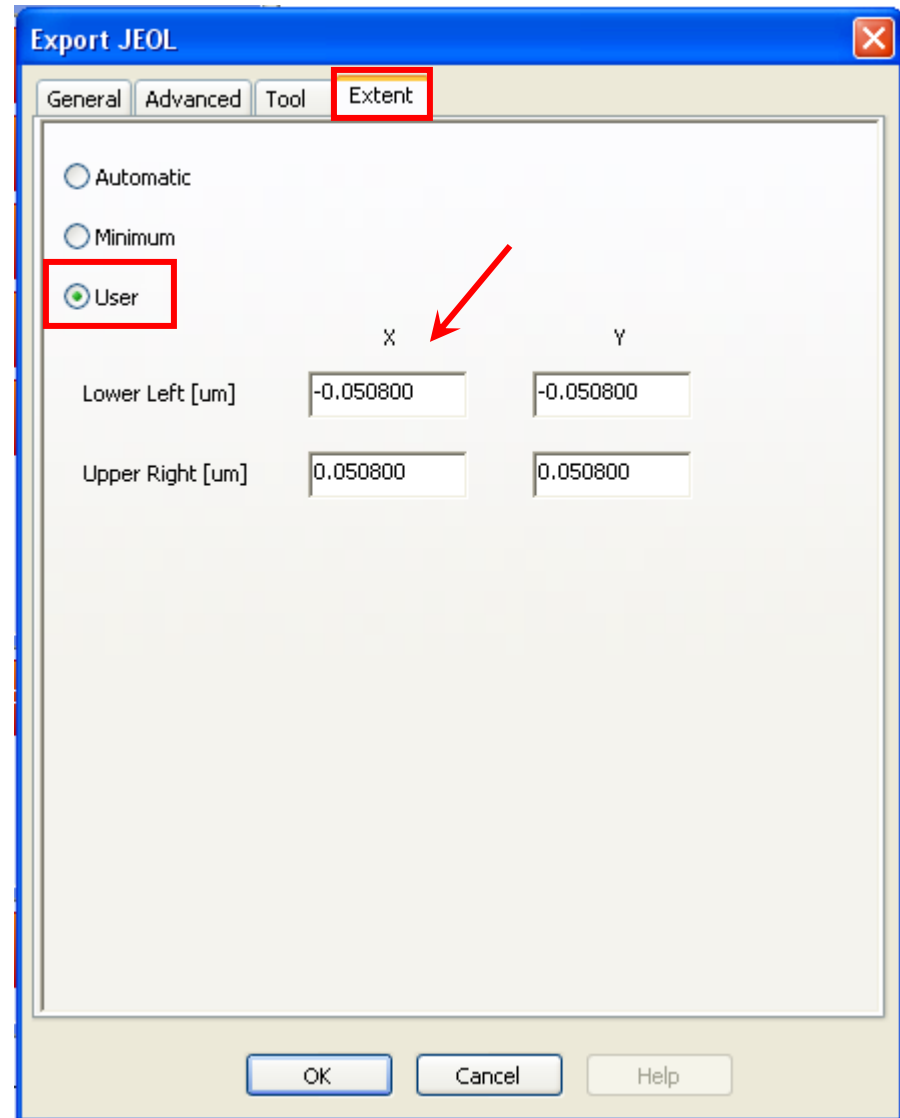 Export JEOL
General Advanced Tool Extent
Automatic
Minimum
User
X Y
Lower Left [um] -0.050800 -0.050800
Upper Right [um] 0.050800 0.050800
OK Cancel Help